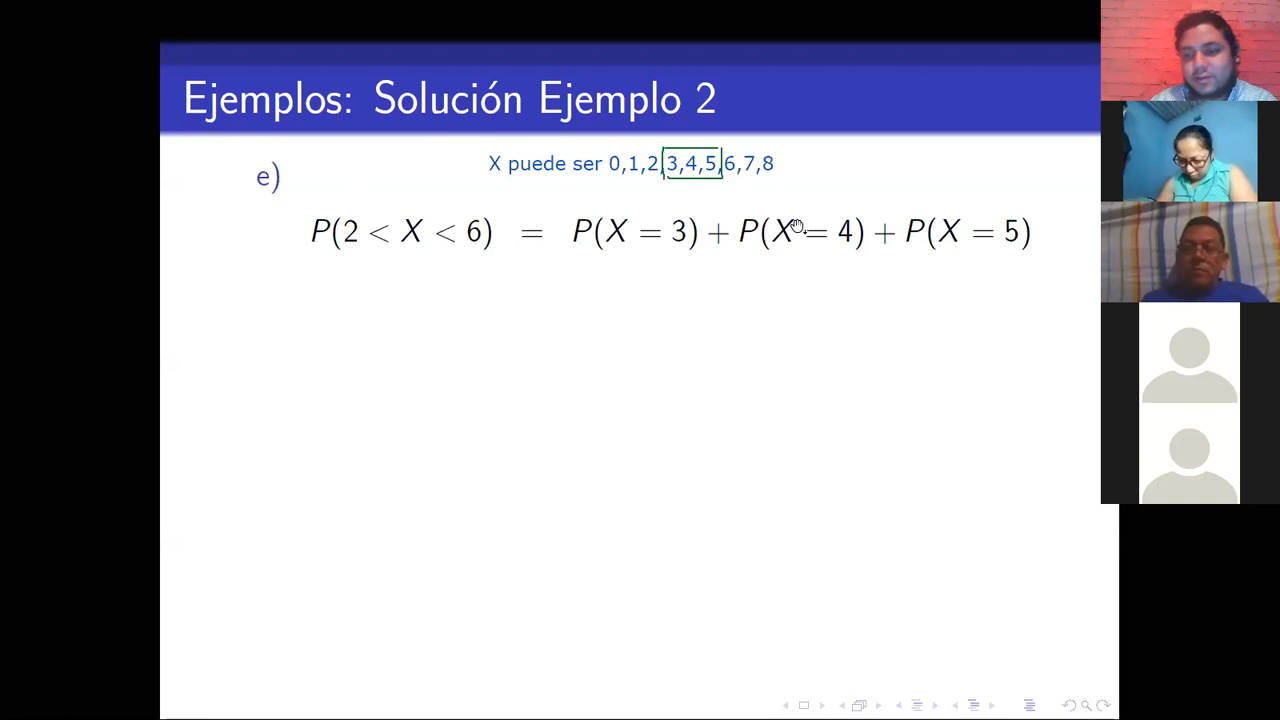 Ejemplos: Solución Ejemplo 2
X puede ser 0,1,2,3,4,5,6,7,8
e)
P(2 < X < 6) = P(X = 3) + P(X = 4) + P(X = 5)